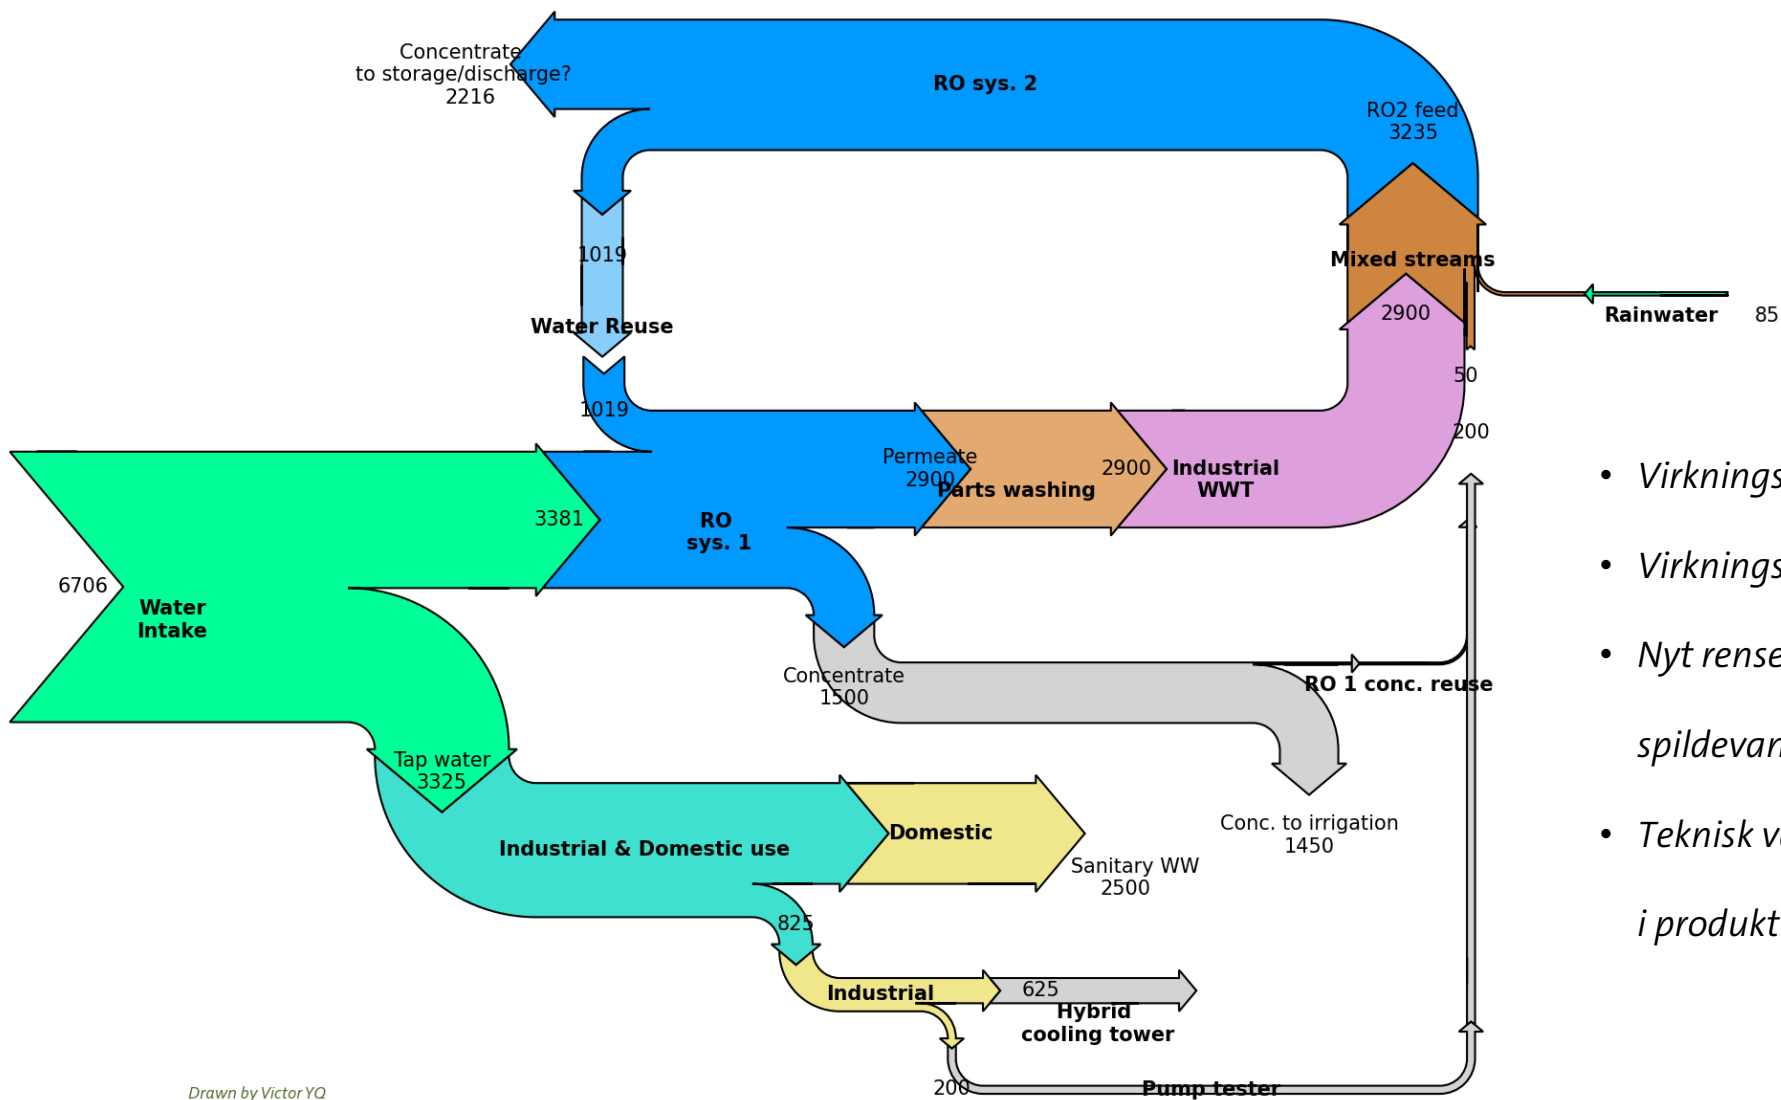 Concentrate
to storage/discharge?
2216
RO sys. 2
RO2 feed
3235
1019
Water Reuse
1019
Mixed streams
2900
Rainwater
85
50
200
6706
Water
Intake
3381
RO
sys. 1
Permeate
2900
Parts washing
2900
Industrial
WWT
Concentrate
1500
RO 1 conc. reuse
Conc. to irrigation
1450
Tap water
3325
Industrial & Domestic use
Domestic
Sanitary WW
2500
825
Industrial
625
Hybrid
cooling tower
200
Pump tester
• Virknings
• Virknings
• Nyt rense
spildevan
• Teknisk v
i produkt
Drawn by Victor YQ